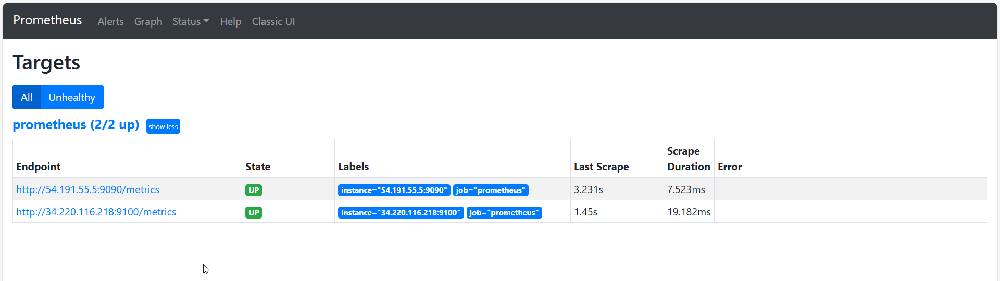 Prometheus Alerts Graph Status Help Classic UI
Targets
All Unhealthy
prometheus (2/2 up) show less
Endpoint State Labels Last Scrape Scrape Duration Error
http://54.191.55.5:9090/metrics UP instance="54.191.55.5:9090" job="prometheus" 3.231s 7.523ms
http://34.220.116.218:9100/metrics UP instance="34.220.116.218:9100" job="prometheus" 1.45s 19.182ms